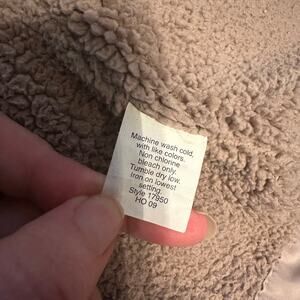 Machine wash cold,
with like colors.
Non chlorine
bleach only.
Tumble dry low.
Iron on lowest
setting.
Style 17950
HO 09